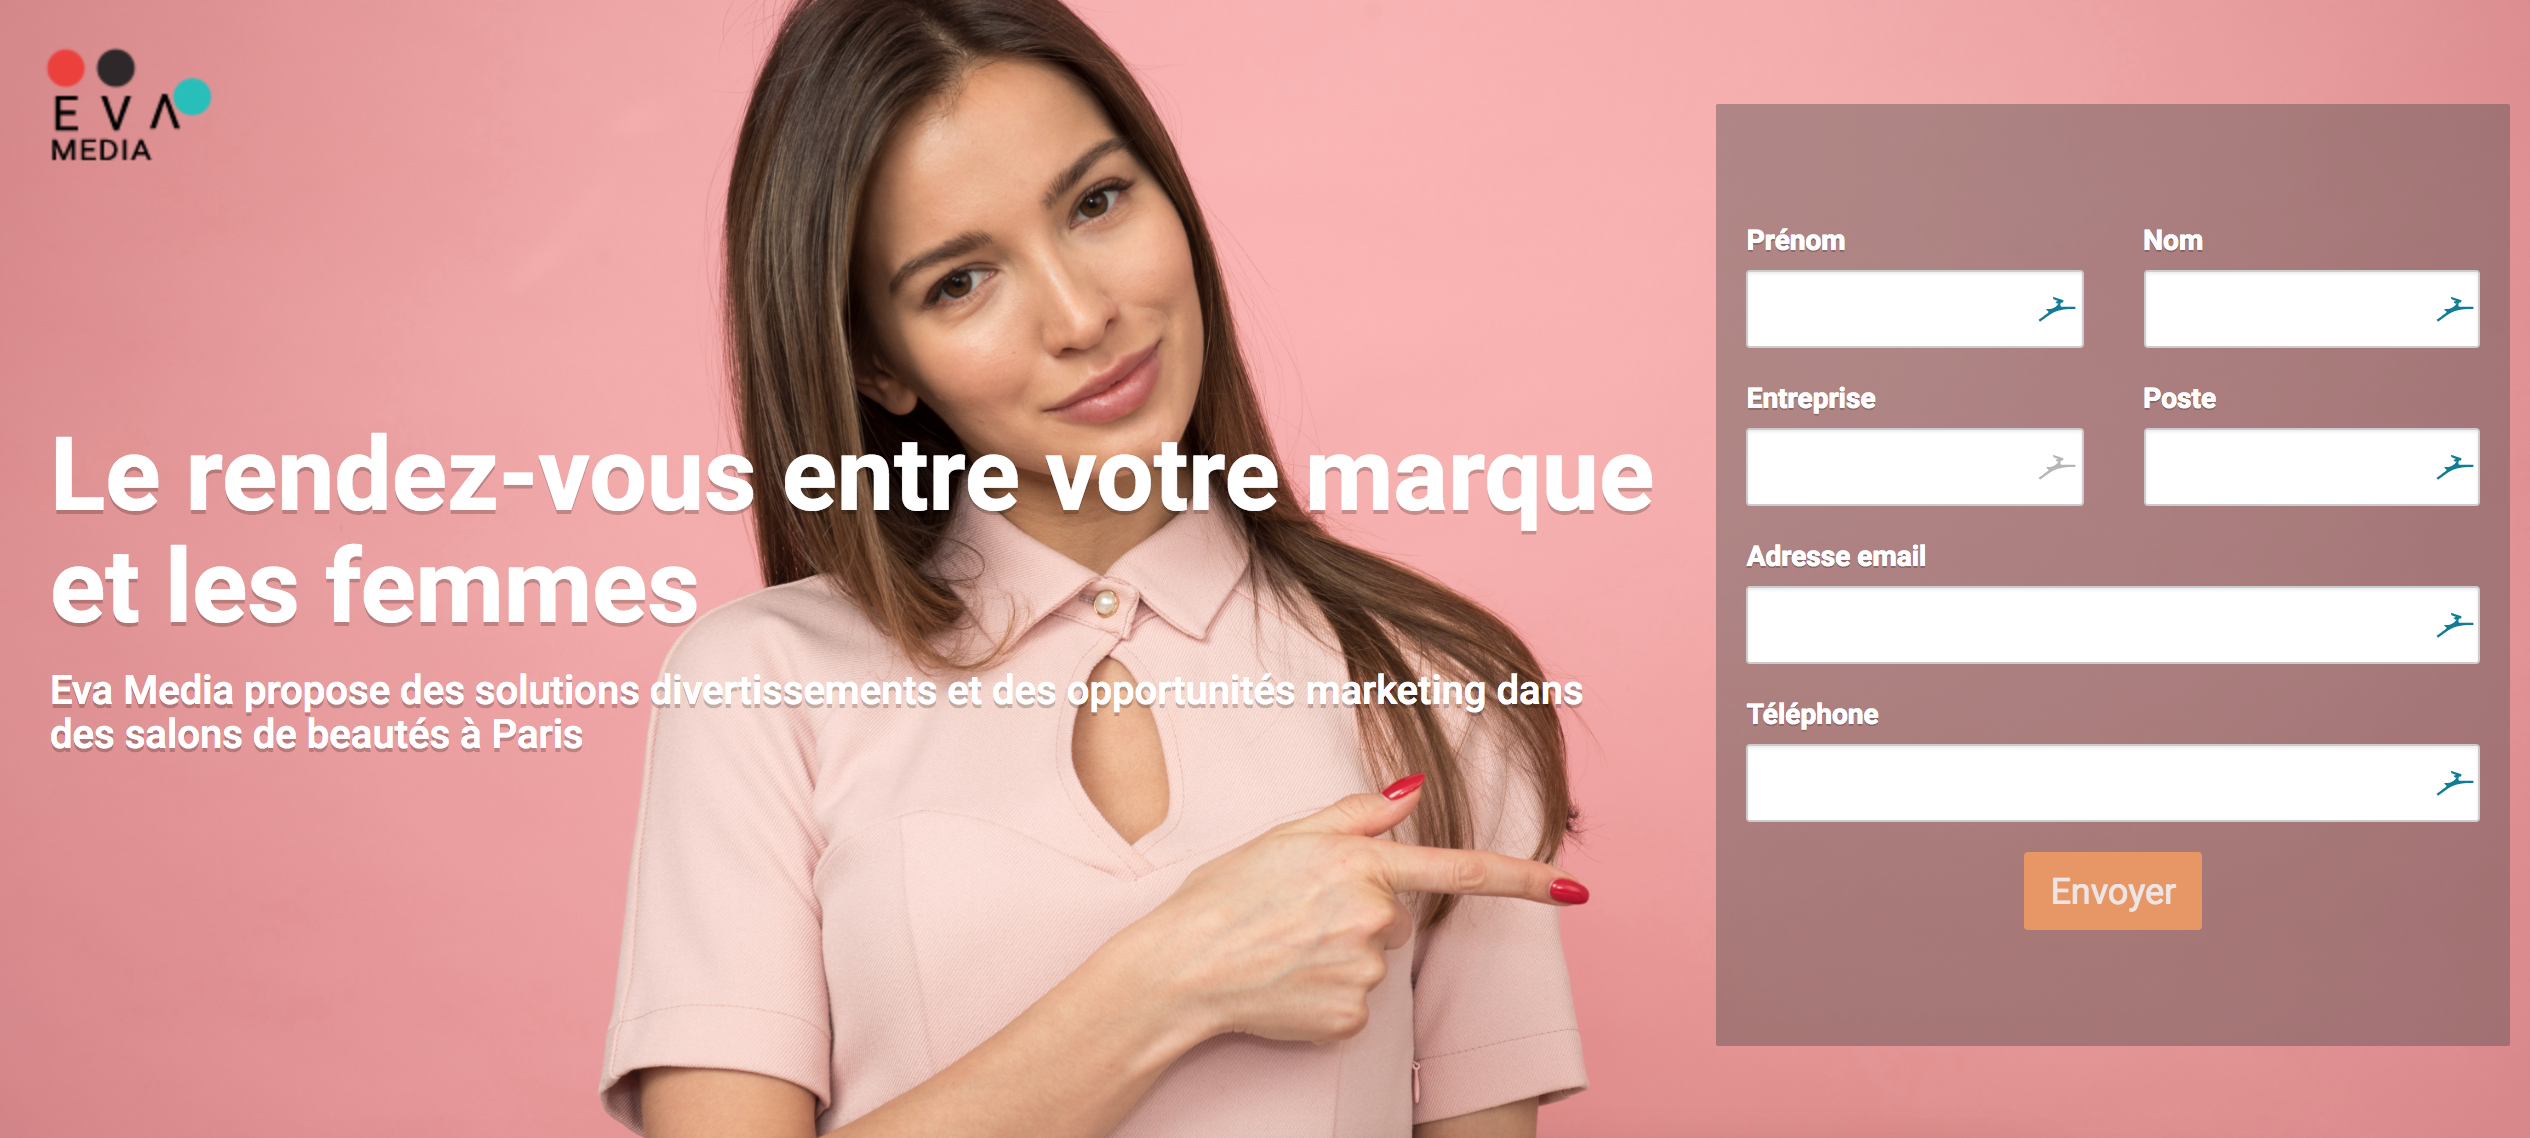 EVA
MEDIA
Le rendez-vous entre votre marque
et les femmes
Eva Media propose des solutions divertissements et des opportunités marketing dans
des salons de beautés à Paris
Prénom
Nom
Entreprise
Poste
Adresse email
Téléphone
Envoyer